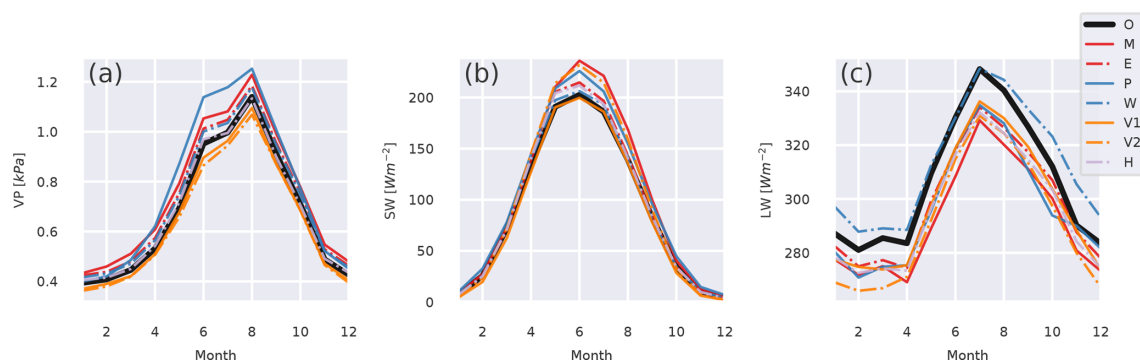 (a)
VP [kPa]
1.2
1.0
0.8
0.6
0.4
2 4 6 8 10 12
Month
(b)
SW [Wm−2]
200
150
100
50
0
2 4 6 8 10 12
Month
(c)
LW [Wm−2]
340
320
300
280
2 4 6 8 10 12
Month
O
M
E
P
W
V1
V2
H